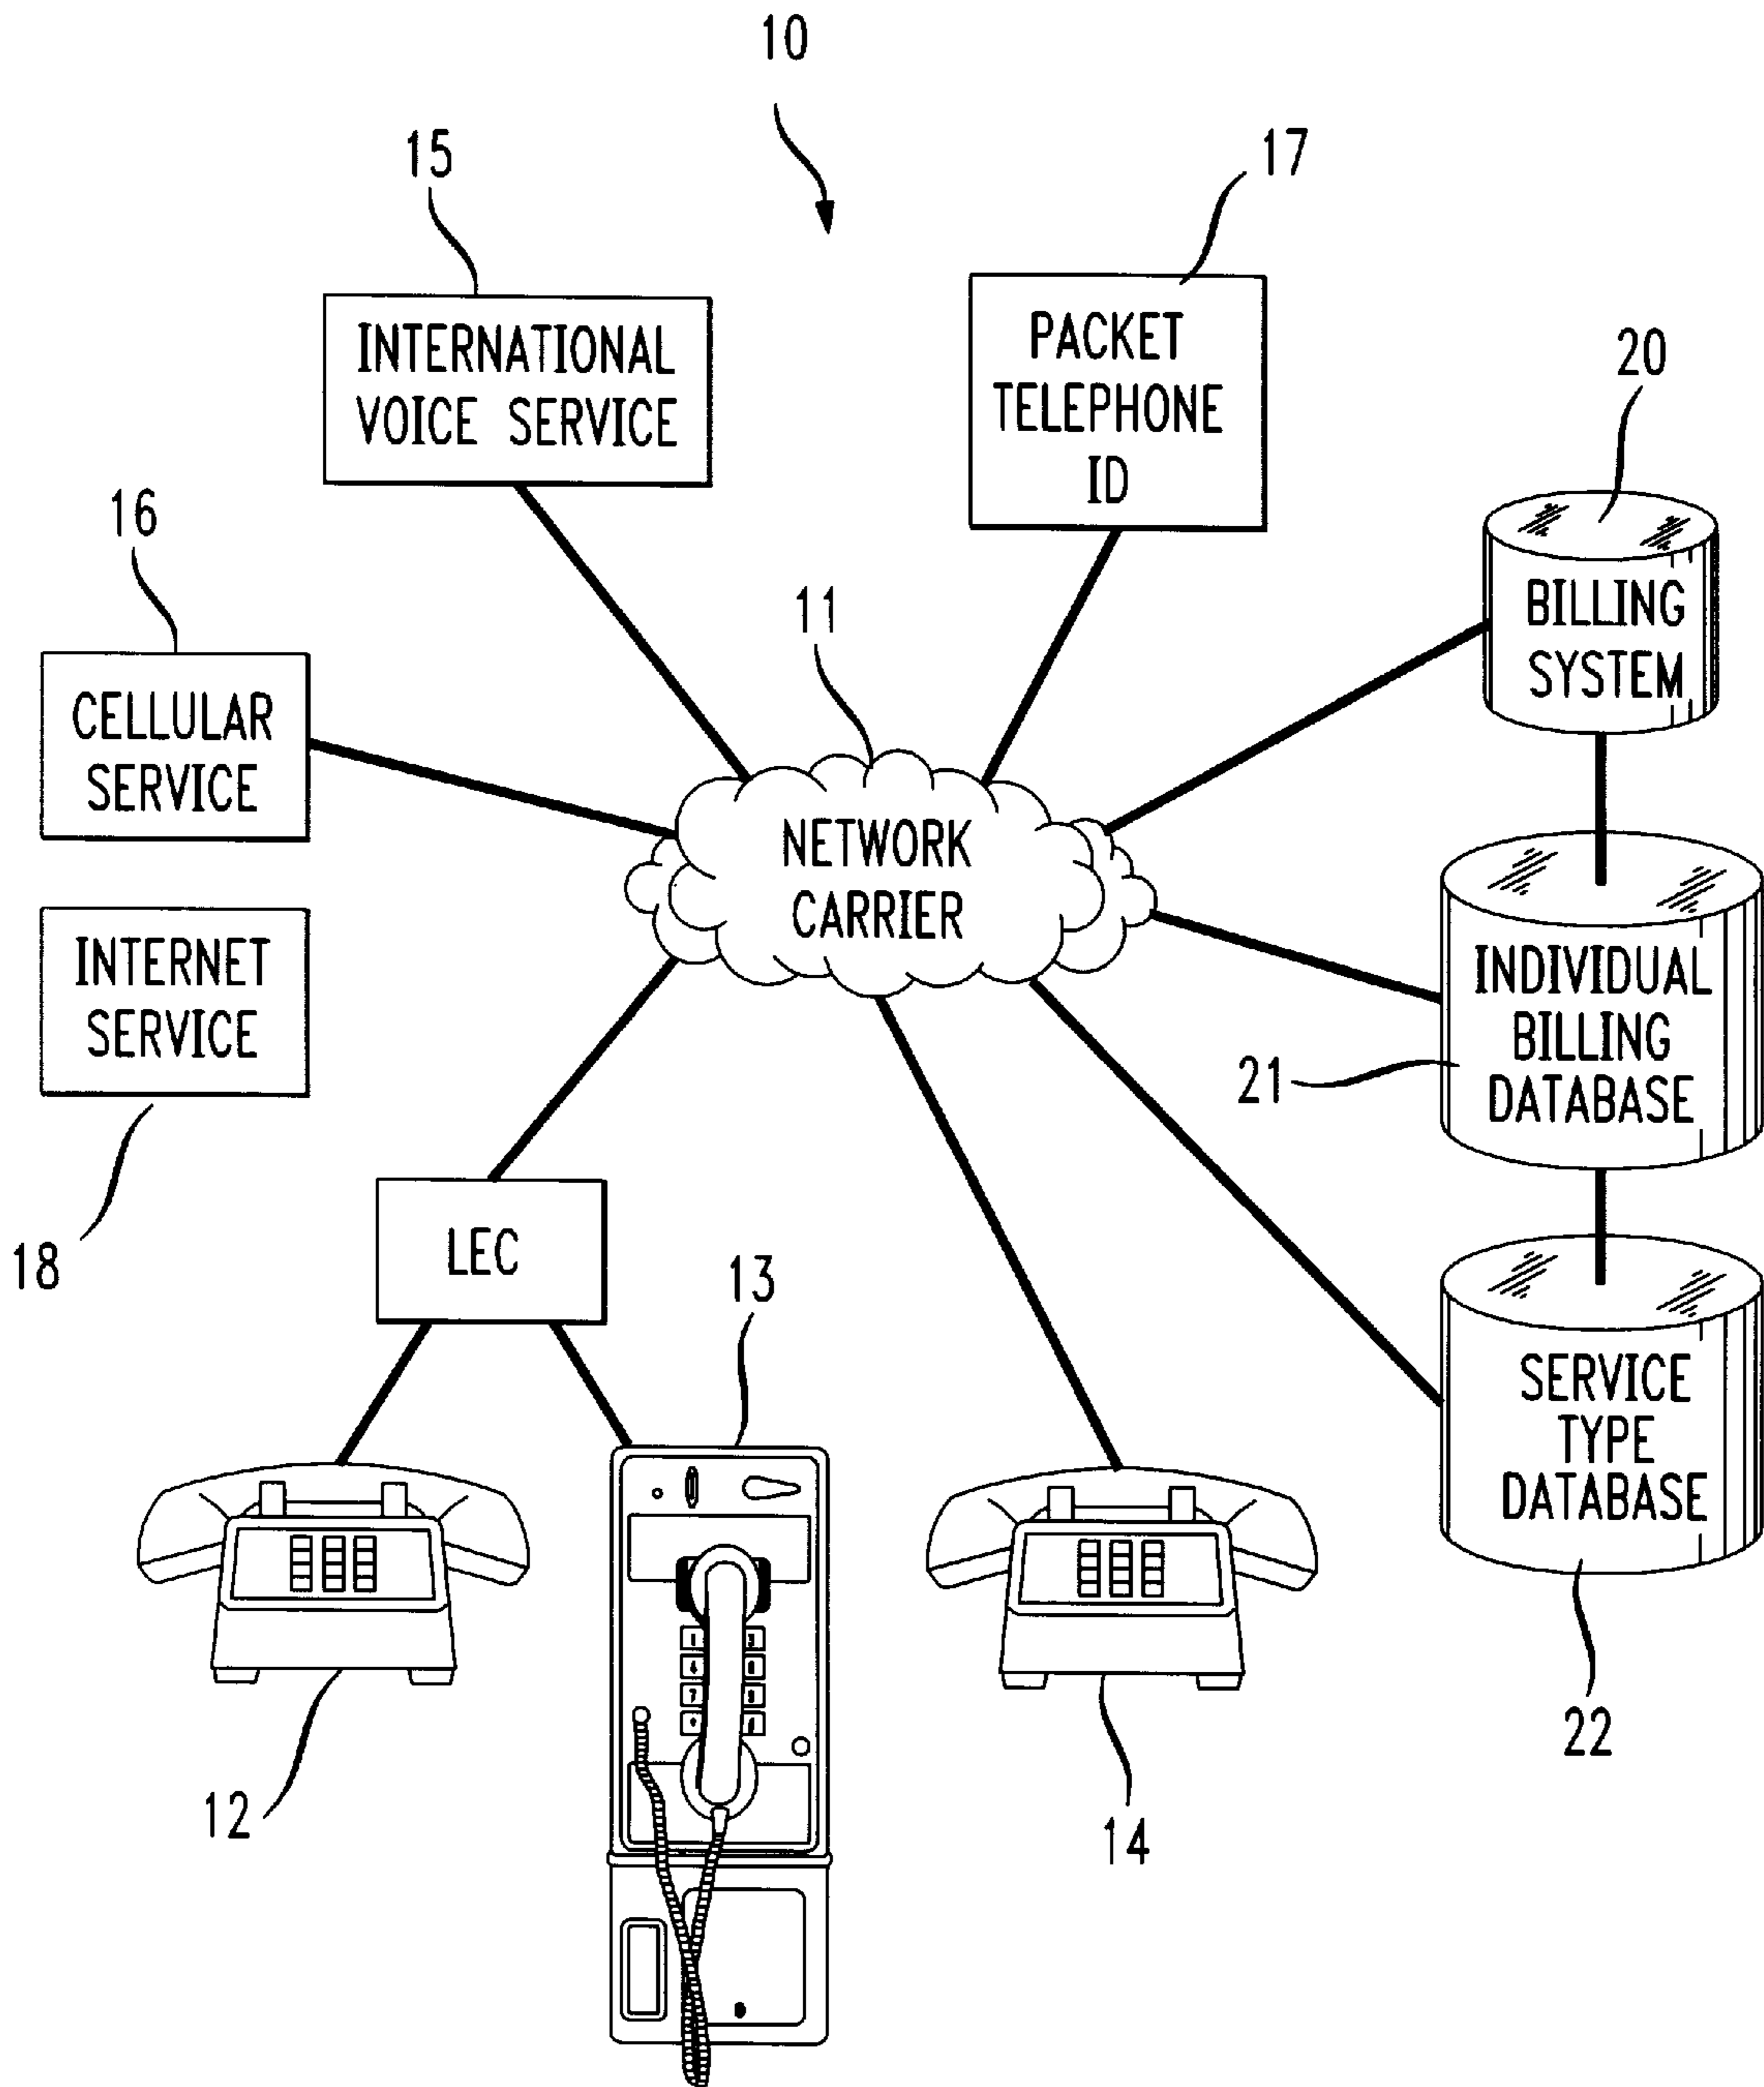 10
15
17
INTERNATIONAL
VOICE SERVICE
PACKET
TELEPHONE
ID
20
16
11
BILLING
SYSTEM
CELLULAR
SERVICE
NETWORK
CARRIER
INTERNET
SERVICE
INDIVIDUAL
BILLING
DATABASE
21
18
LEC
13
SERVICE
TYPE
DATABASE
12
14
22